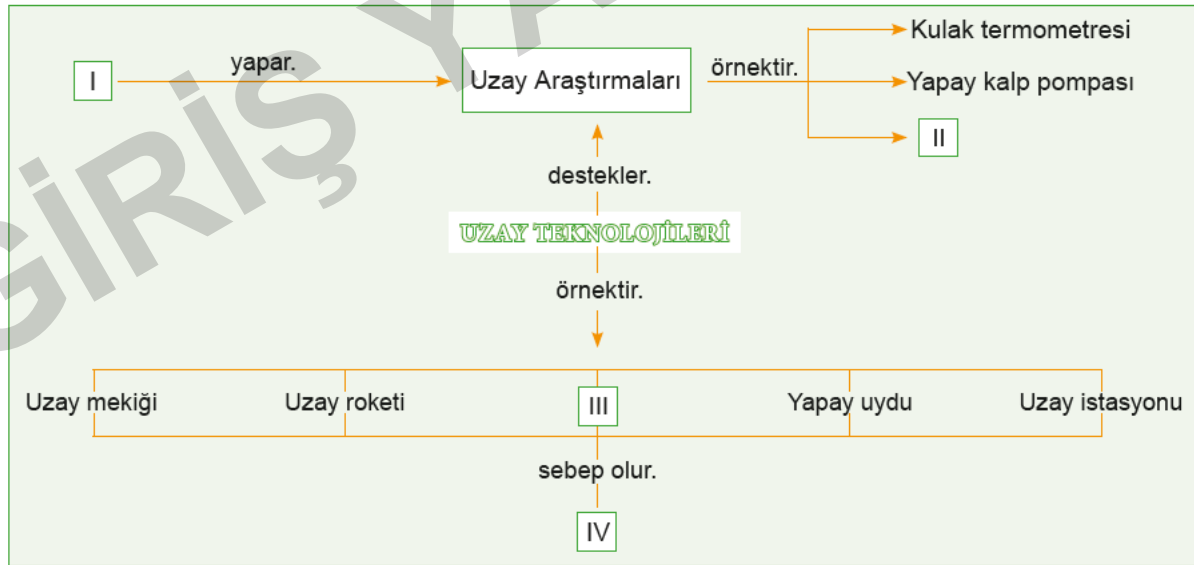 GİRİŞ YA
Kulak termometresi
I
yapar.
Uzay Araştırmaları
örnektir.
Yapay kalp pompası
II
destekler.
UZAY TEKNOLOJİLERİ
örnektir.
Uzay mekiği
Uzay roketi
III
Yapay uydu
Uzay istasyonu
sebep olur.
IV